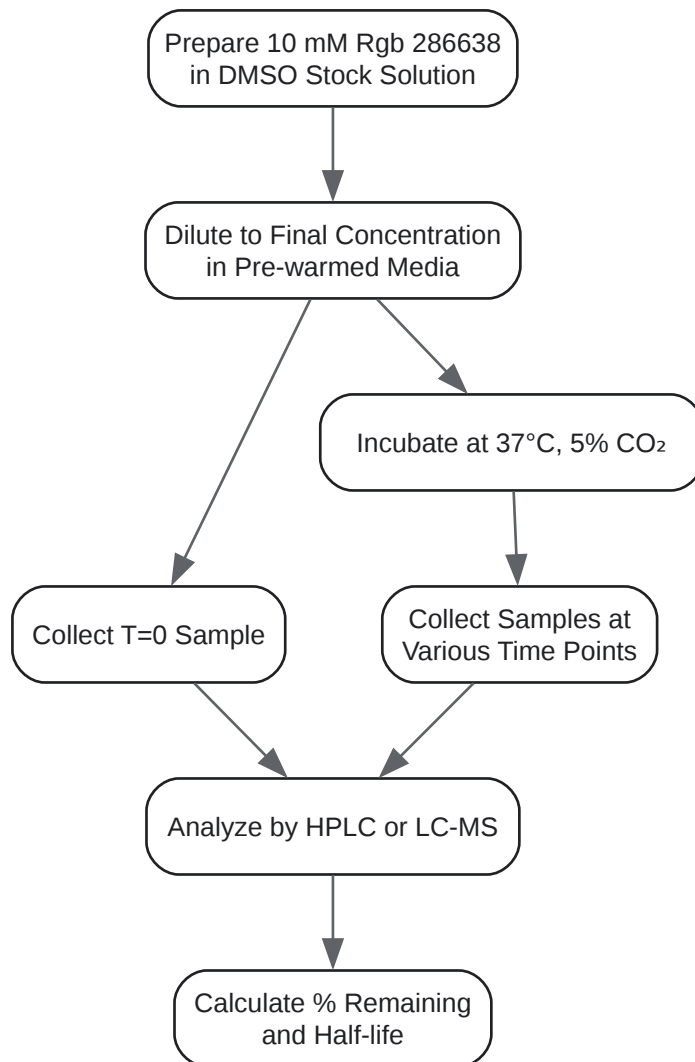 Prepare 10 mM Rgb 286638
in DMSO Stock Solution
Dilute to Final Concentration
in Pre-warmed Media
Incubate at 37°C, 5% CO₂
Collect T=0 Sample
Collect Samples at
Various Time Points
Analyze by HPLC or LC-MS
Calculate % Remaining
and Half-life